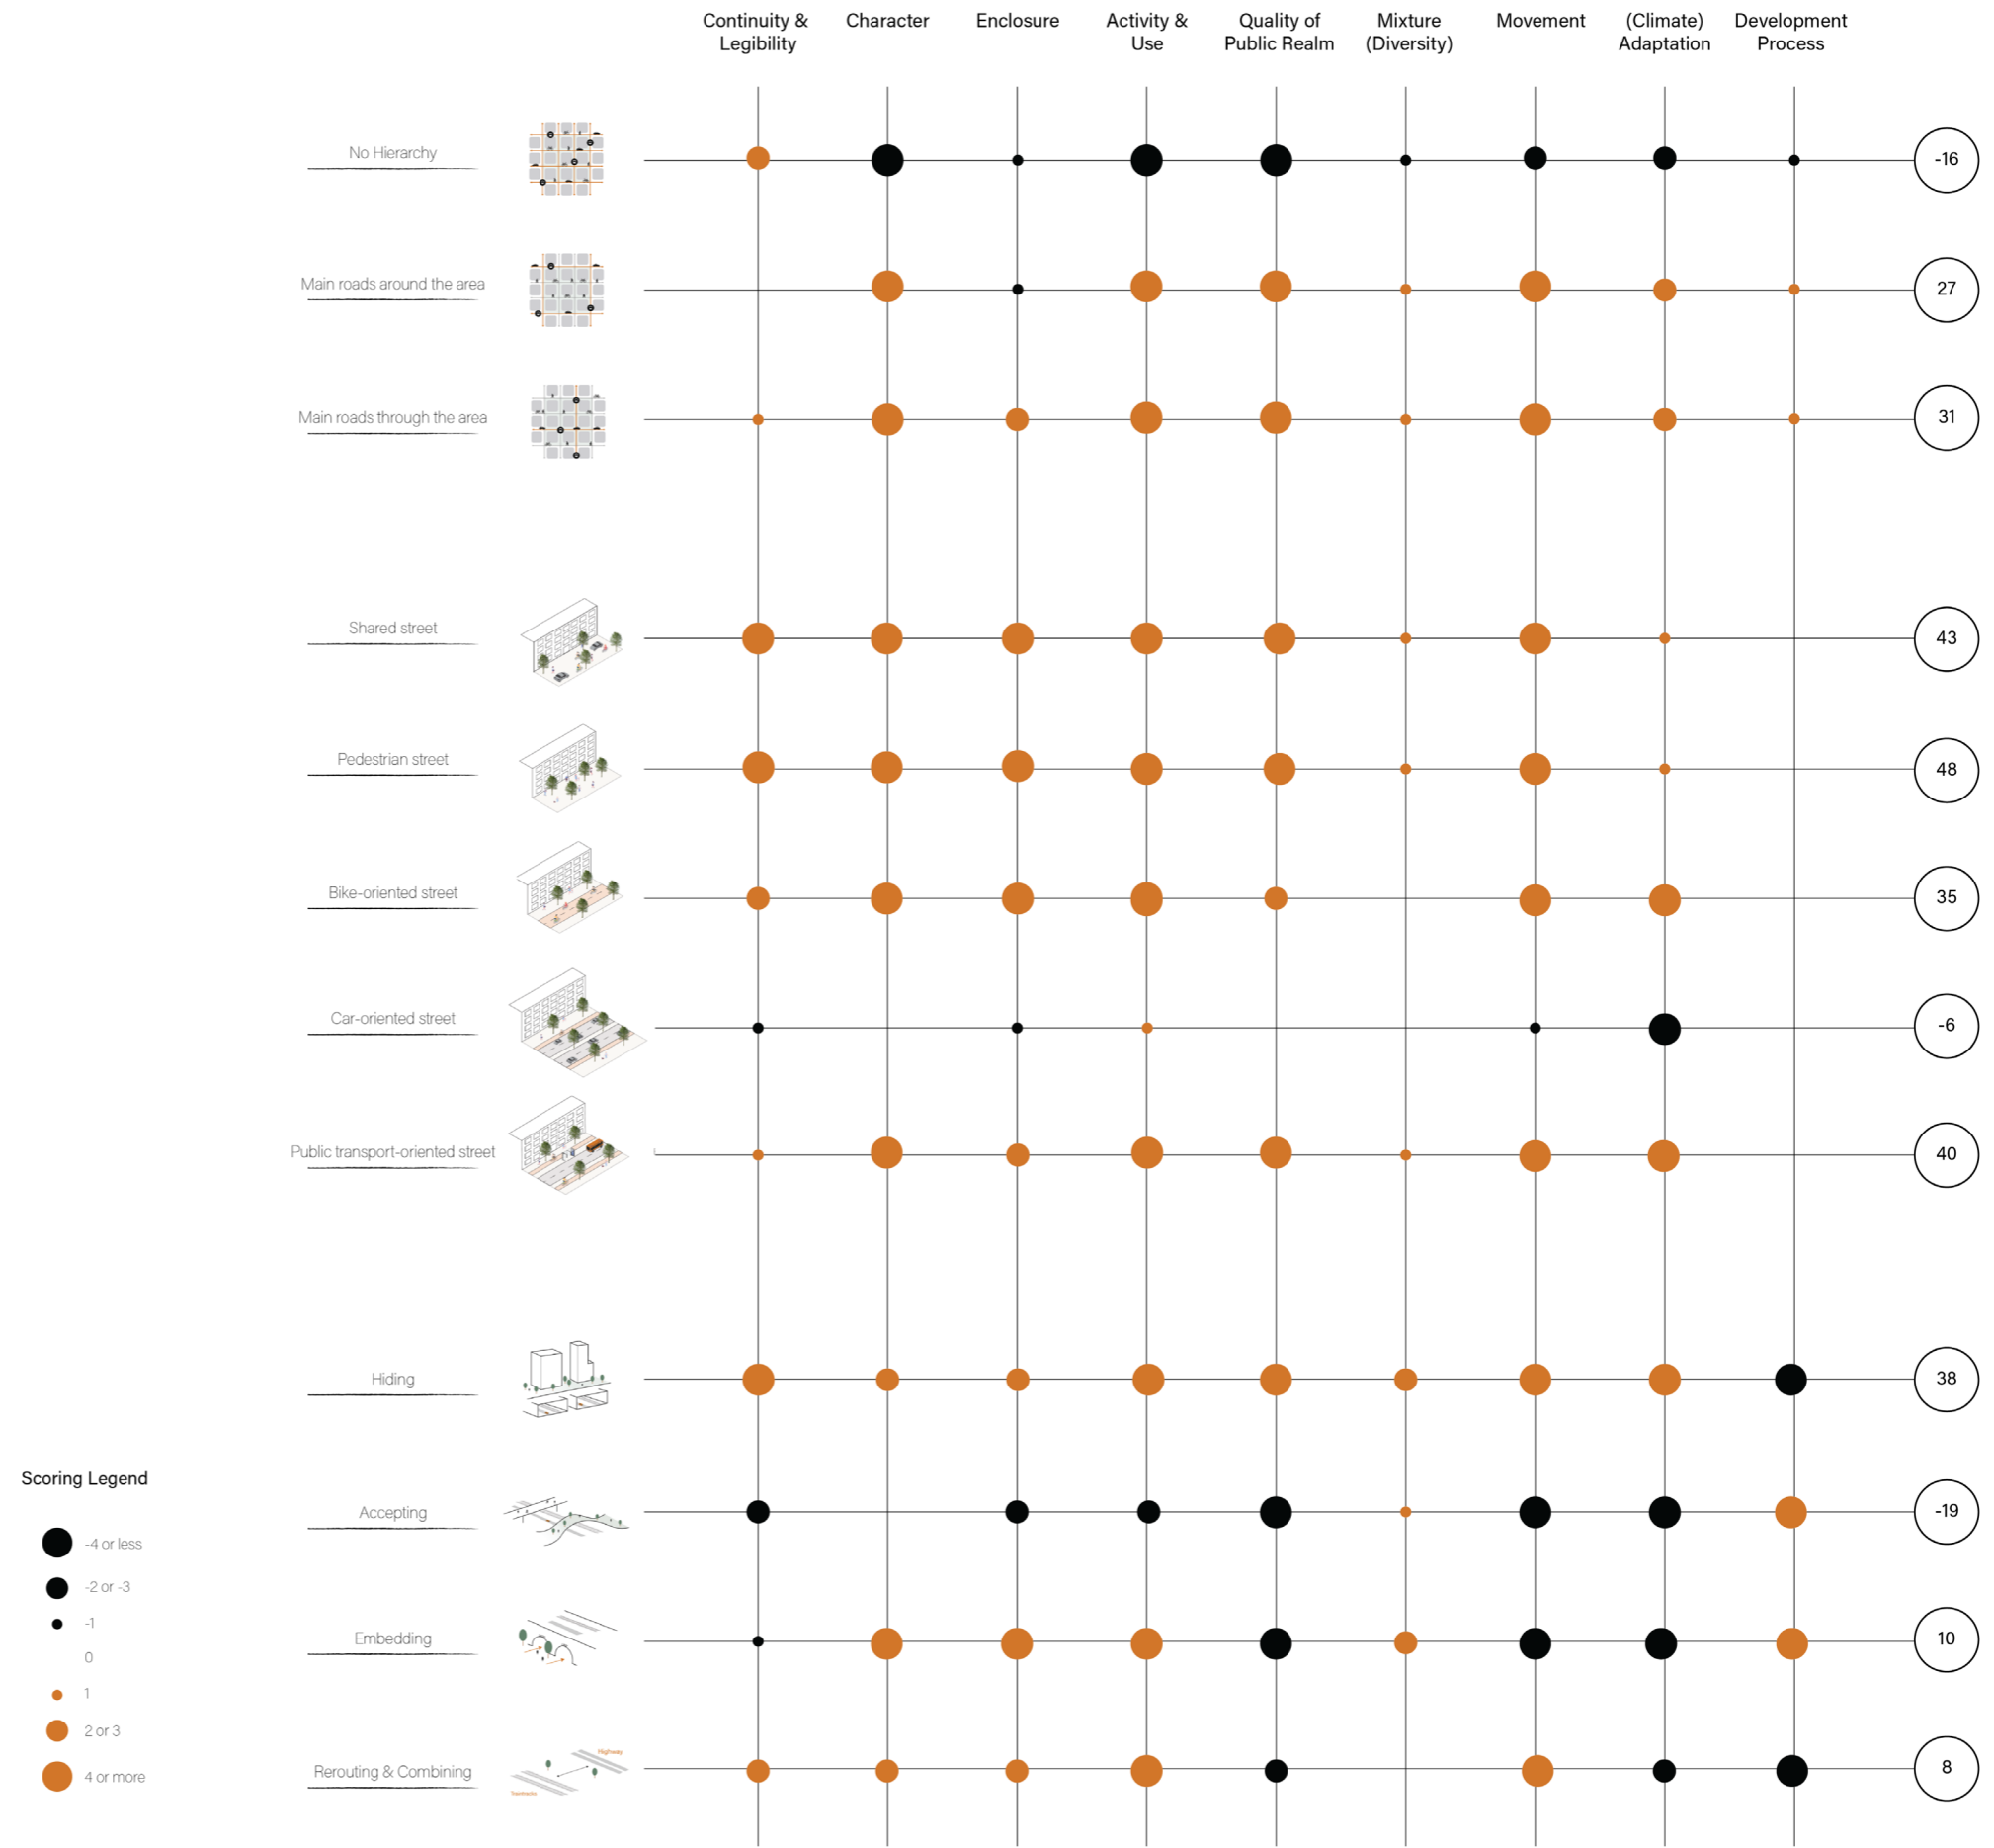 Continuity &
Legibility
Character
Enclosure
Activity &
Use
Quality of
Public Realm
Mixture
(Diversity)
Movement
(Climate)
Adaptation
Development
Process
No Hierarchy
-16
Main roads around the area
27
Main roads through the area
31
Shared street
43
Pedestrian street
48
Bike-oriented street
35
Car-oriented street
-6
Public transport-oriented street
40
Hiding
38
Accepting
-19
Embedding
10
Rerouting & Combining
Highway
Trainracks
8
Scoring Legend
-4 or less
-2 or -3
-1
0
1
2 or 3
4 or more